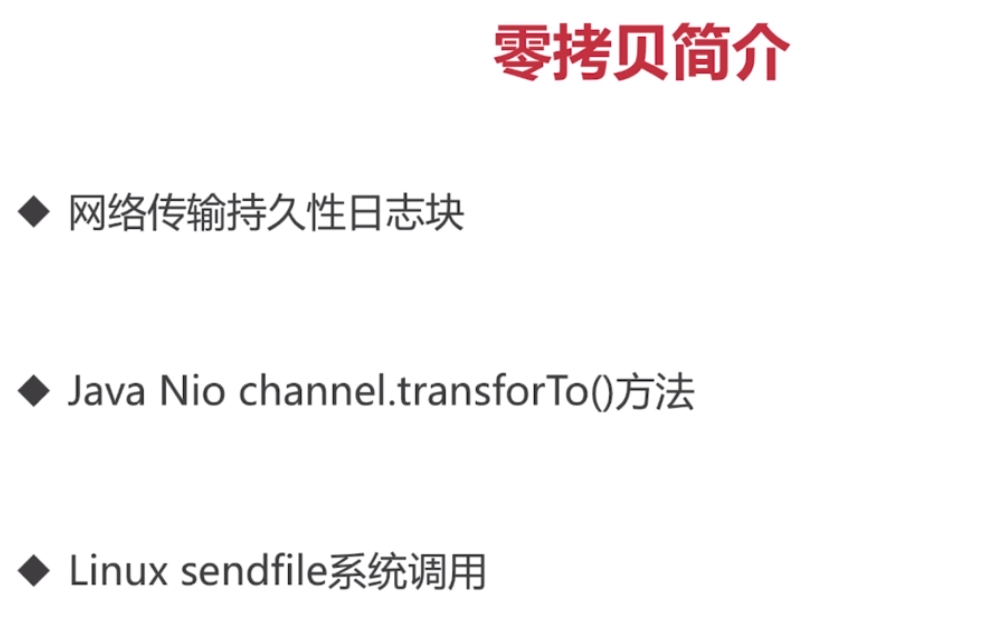 零拷贝简介
◆ 网络传输持久性日志块
◆ Java Nio channel.transforTo()方法
◆ Linux sendfile系统调用